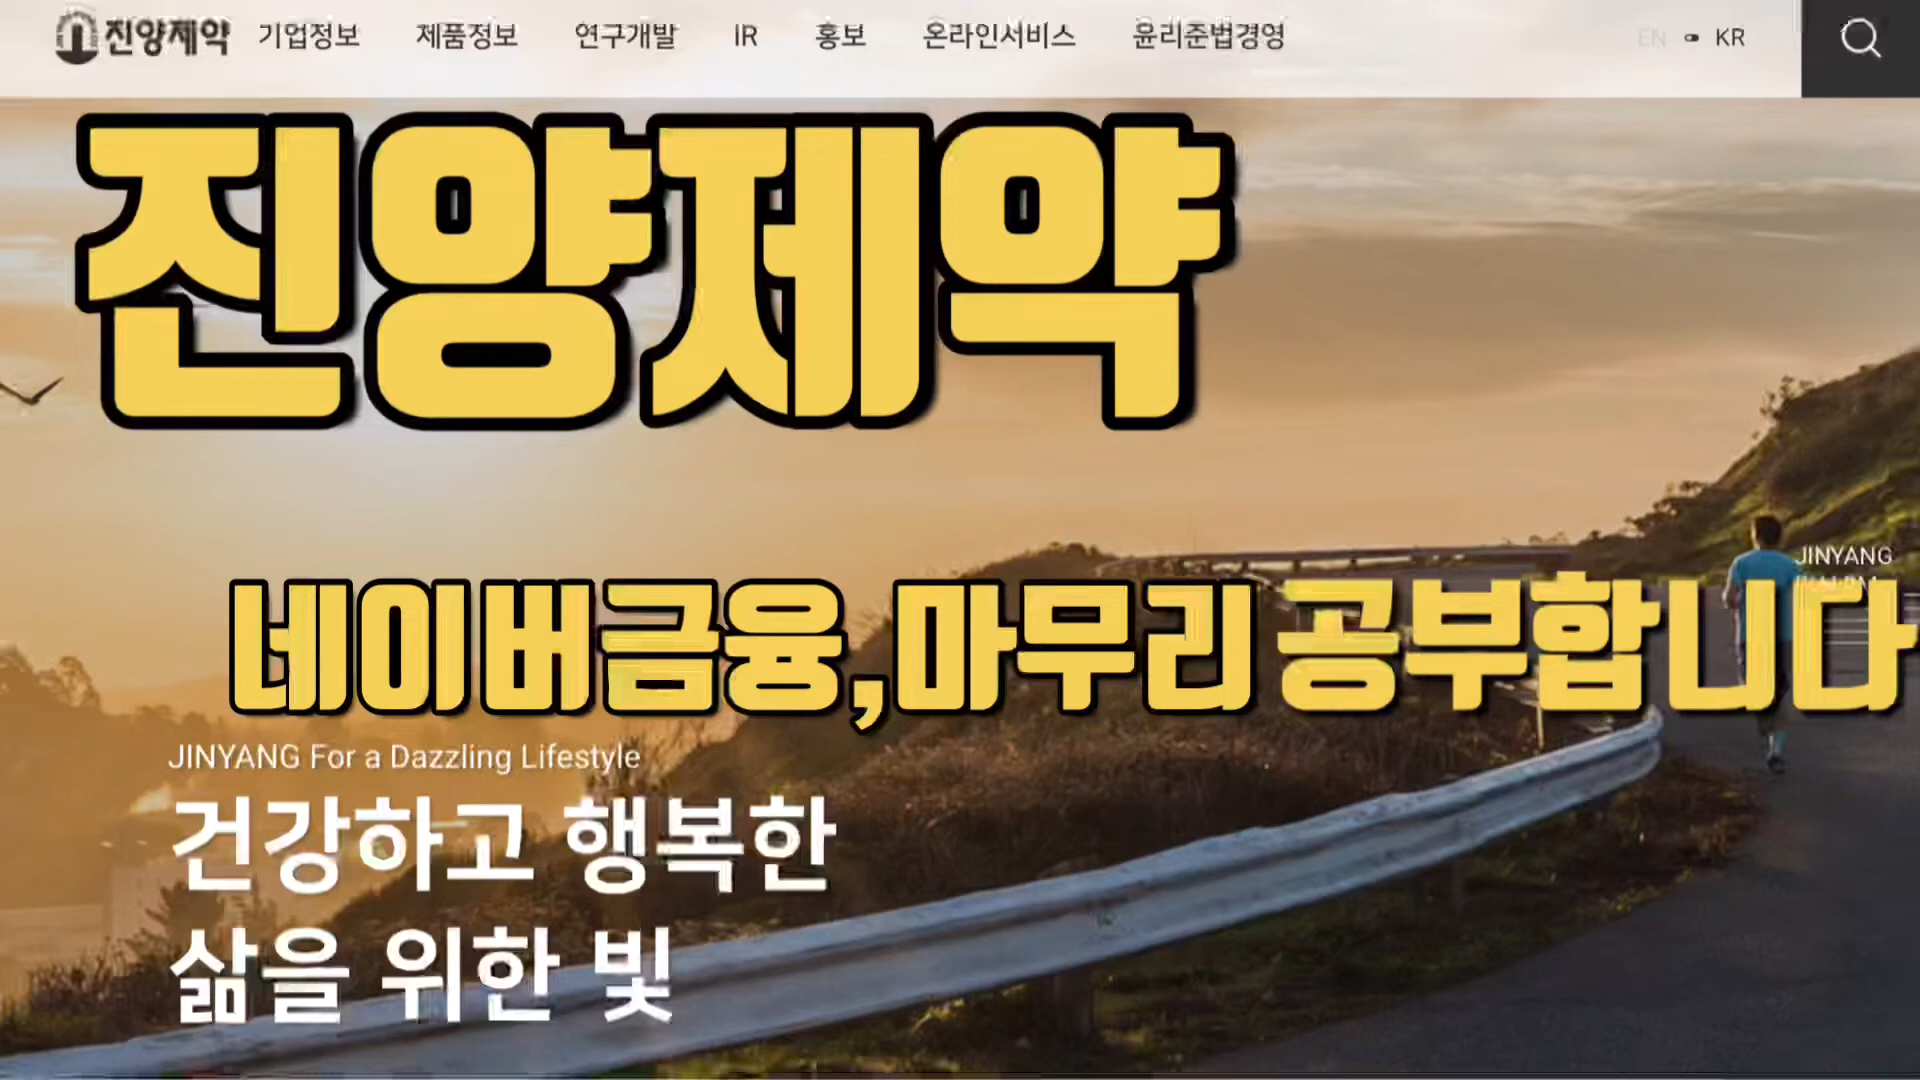 진양제약 기업정보 제품정보 연구개발 IR 홍보 온라인서비스 윤리준법경영 EN KR
진양제약
JINYANG
네이버금융,마무리 공부합니다
JINYANG For a Dazzling Lifestyle
건강하고 행복한
삶을 위한 빛